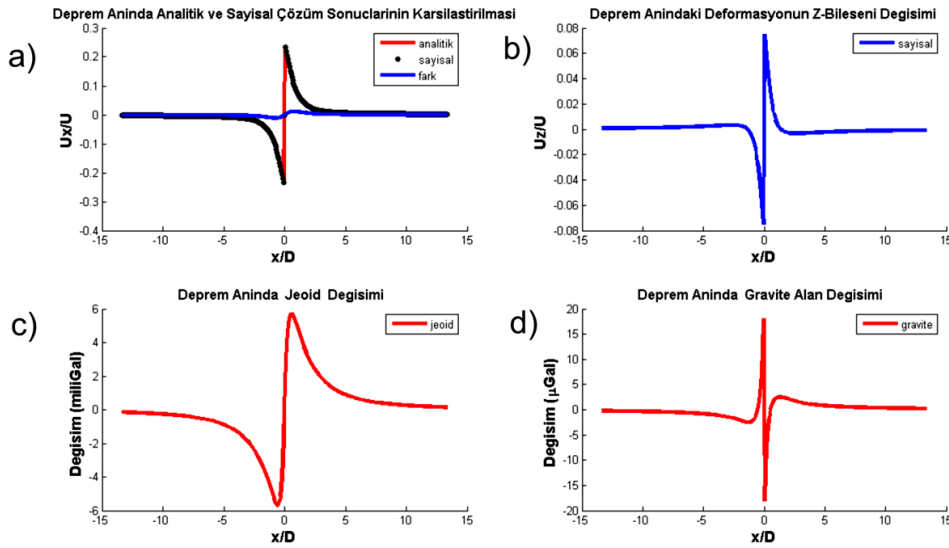 a)
Deprem Aninda Analitik ve Sayisal Çözüm Sonuclarinin Karsilastirilmasi
analitik
sayisal
fark
Ux/U
0.3
0.2
0.1
0
-0.1
-0.2
-0.3
-0.4
-15 -10 -5 0 5 10 15
x/D
b)
Deprem Anindaki Deformasyonun Z-Bileseni Degisimi
sayisal
Uz/U
0.08
0.06
0.04
0.02
0
-0.02
-0.04
-0.06
-0.08
-15 -10 -5 0 5 10 15
x/D
c)
Deprem Aninda Jeoid Degisimi
jeoid
Degisim (miliGal)
6
4
2
0
-2
-4
-6
-15 -10 -5 0 5 10 15
x/D
d)
Deprem Aninda Gravite Alan Degisimi
gravite
Degisim (µGal)
20
15
10
5
0
-5
-10
-15
-20
-15 -10 -5 0 5 10 15
x/D